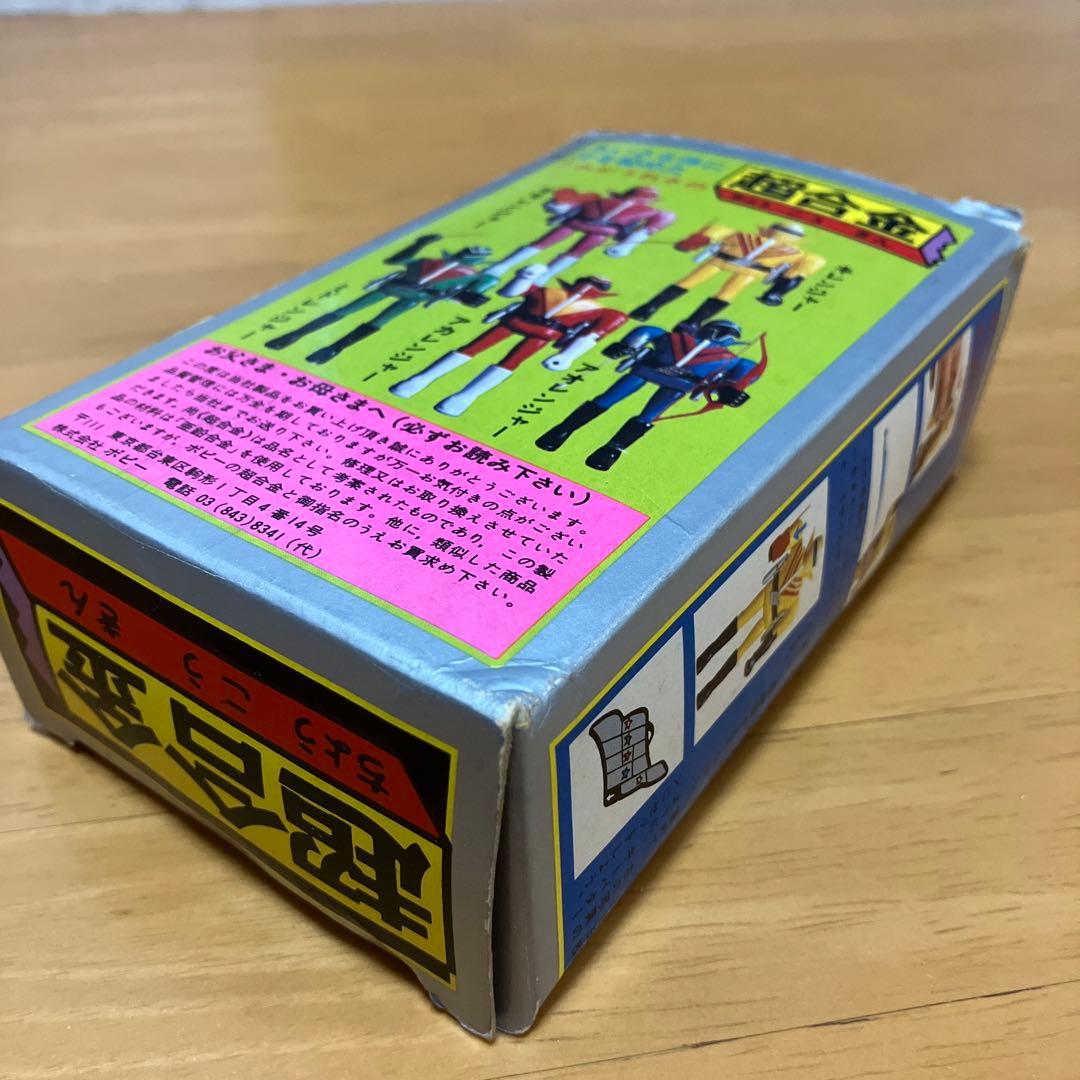 超合金
モモレンジャー
キレンジャー
ミドレンジャー
アカレンジャー
アオレンジャー
お父さま・お母さまへ(必ずお読み下さい)
この度は当社製品をお買い上げ頂き誠にありがとうございます。
品質管理には万全を期しておりますが万一お気付きの点がござい
ましたら当社までお送り下さい。修理又はお取り換えさせていた
だきます。尚〈超合金〉は品名として考案されたものであり、この製
品の材料は“亜鉛合金”を使用しております。他に、類似した商品
もございますが、ポピーの超合金と御指名のうえお買求め下さい。
〒111 東京都台東区駒形1丁目4番14号
株式会社ポピー
電話 03(843)8341(代)
超合金
ちょうごうきん